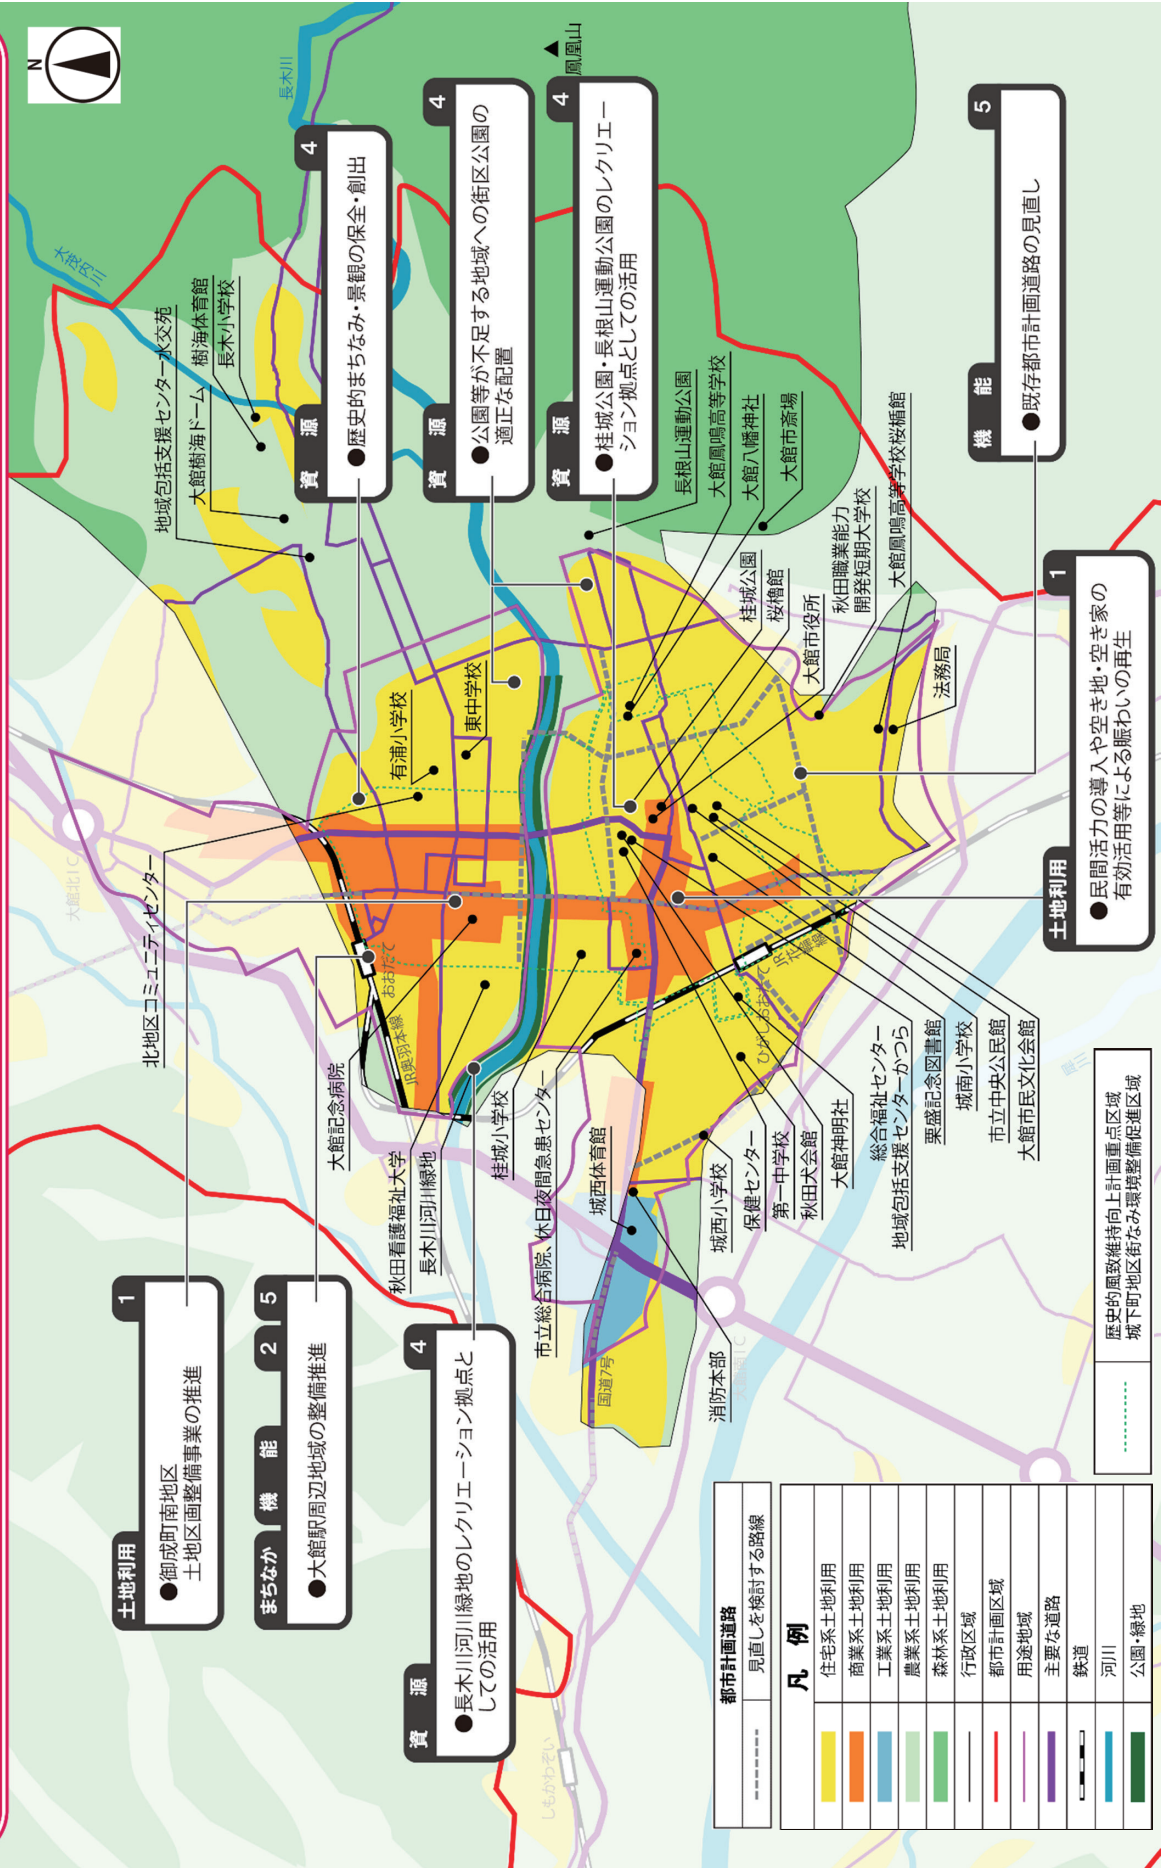 土地利用 1
●御成町南地区
土地区画整備事業の推進
まちなか 機 能 2 5
●大館駅周辺地域の整備推進
資 源 4
●長木川河川緑地のレクリエーション拠点と
しての活用
資 源 4
●歴史的まちなみ・景観の保全・創出
資 源 4
●公園等が不足する地域への街区公園の
適正な配置
資 源 4
●桂城公園・長根山運動公園のレクリエー
ション拠点としての活用
機 能 5
●既存都市計画道路の見直し
土地利用 1
●民間活力の導入や空き地・空き家の
有効活用等による賑わいの再生
N
長木川
大茂内川
鳳凰山
大館北IC
北地区コミュニティセンター
地域包括支援センター水交苑
大館樹海ドーム
樹海体育館
長木小学校
有浦小学校
東中学校
おおだて
JR奥羽本線
大館記念病院
秋田看護福祉大学
長木川河川緑地
桂城小学校
市立総合病院、休日夜間急患センター
城西体育館
国道7号
消防本部
大館南IC
城西小学校
保健センター
第一中学校
秋田犬会館
大館神明社
総合福祉センター
地域包括支援センターかつら
栗盛記念図書館
城南小学校
市立中央公民館
大館市民文化会館
ひがしおおだて
JR花輪線
長根山運動公園
大館鳳鳴高等学校
大館八幡神社
大館市斎場
桂城公園
桜櫓館
大館市役所
秋田職業能力
開発短期大学校
大館鳳鳴高等学校桜楯館
法務局
犀川
しもかわぞい
都市計画道路
見直しを検討する路線
凡 例
住宅系土地利用
商業系土地利用
工業系土地利用
農業系土地利用
森林系土地利用
行政区域
都市計画区域
用途地域
主要な道路
鉄道
河川
公園・緑地
歴史的風致維持向上計画重点区域
城下町地区街なみ環境整備促進区域